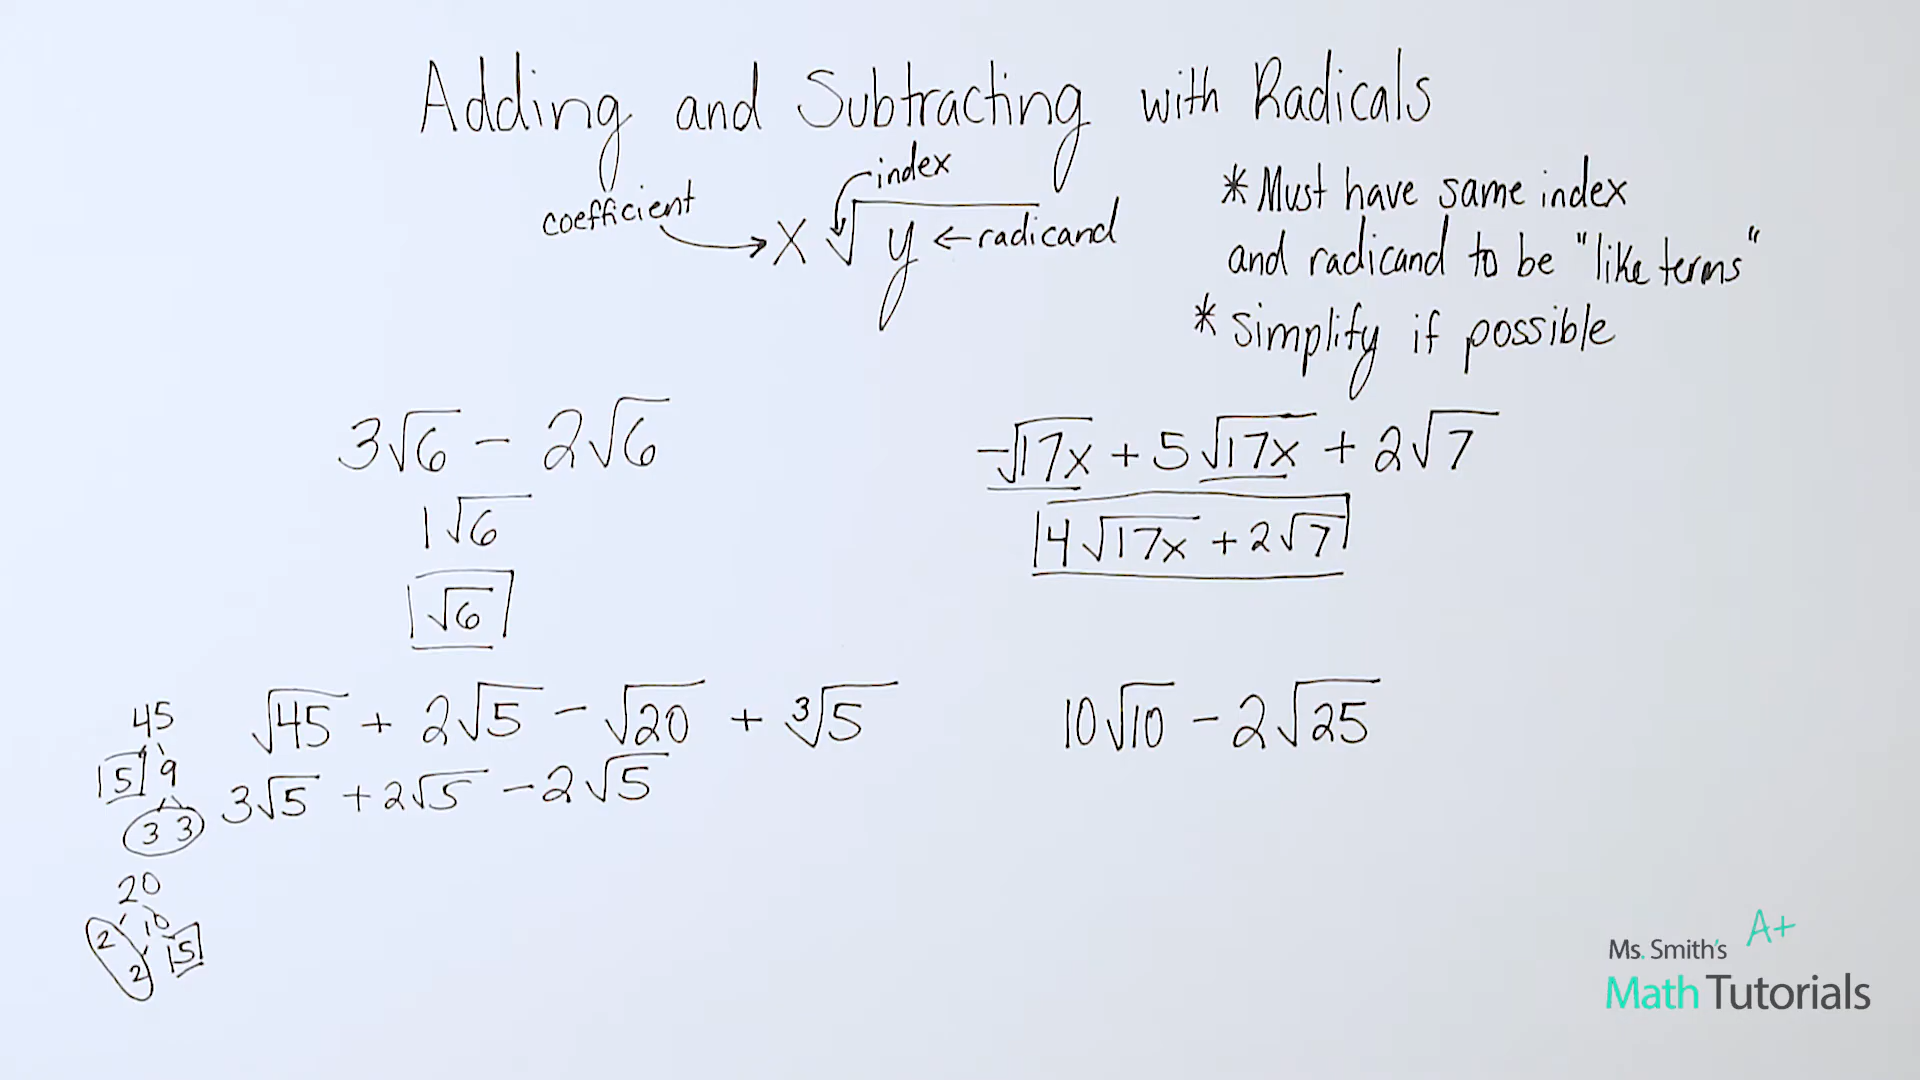 Adding and Subtracting with Radicals
index
coefficient
x √y ← radicand
* Must have same index
and radicand to be "like terms"
* Simplify if possible
3√6 - 2√6
1√6
√6
-√17x + 5√17x + 2√7
4√17x + 2√7
√45 + 2√5 - √20 + ³√5
3√5 + 2√5 - 2√5
45
5 9
3 3
20
2 10
2 5
10√10 - 2√25
Ms. Smith's A+
Math Tutorials